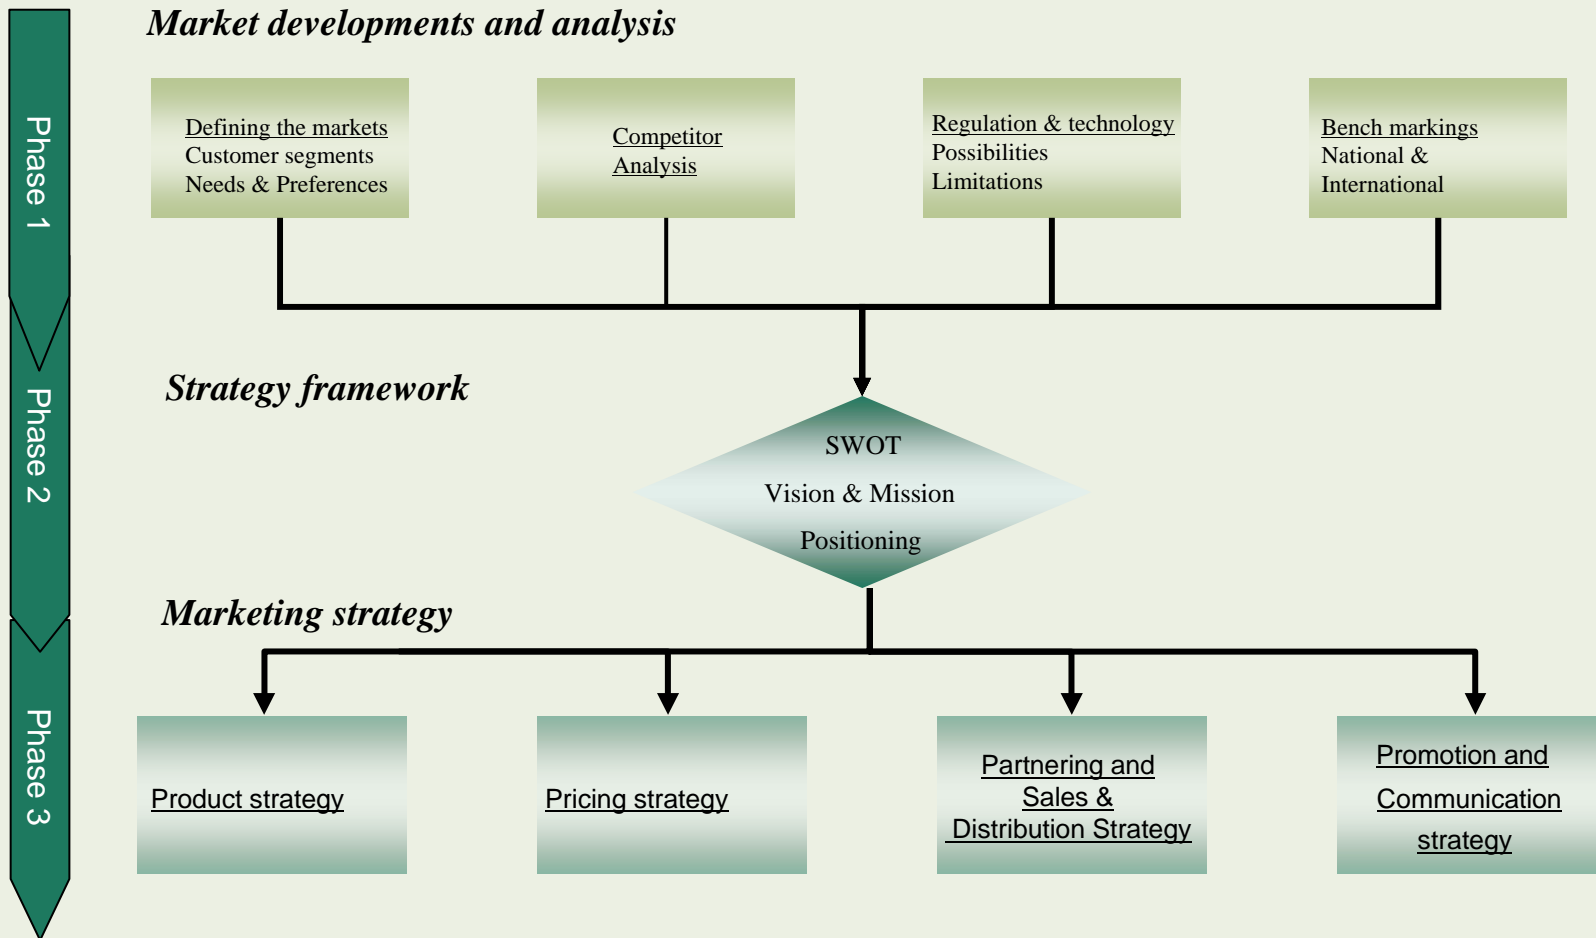 Market developments and analysis
Phase 1
Defining the markets
Customer segments
Needs & Preferences
Competitor
Analysis
Regulation & technology
Possibilities
Limitations
Bench markings
National &
International
Strategy framework
Phase 2
SWOT
Vision & Mission
Positioning
Marketing strategy
Phase 3
Product strategy
Pricing strategy
Partnering and
Sales &
Distribution Strategy
Promotion and
Communication
strategy